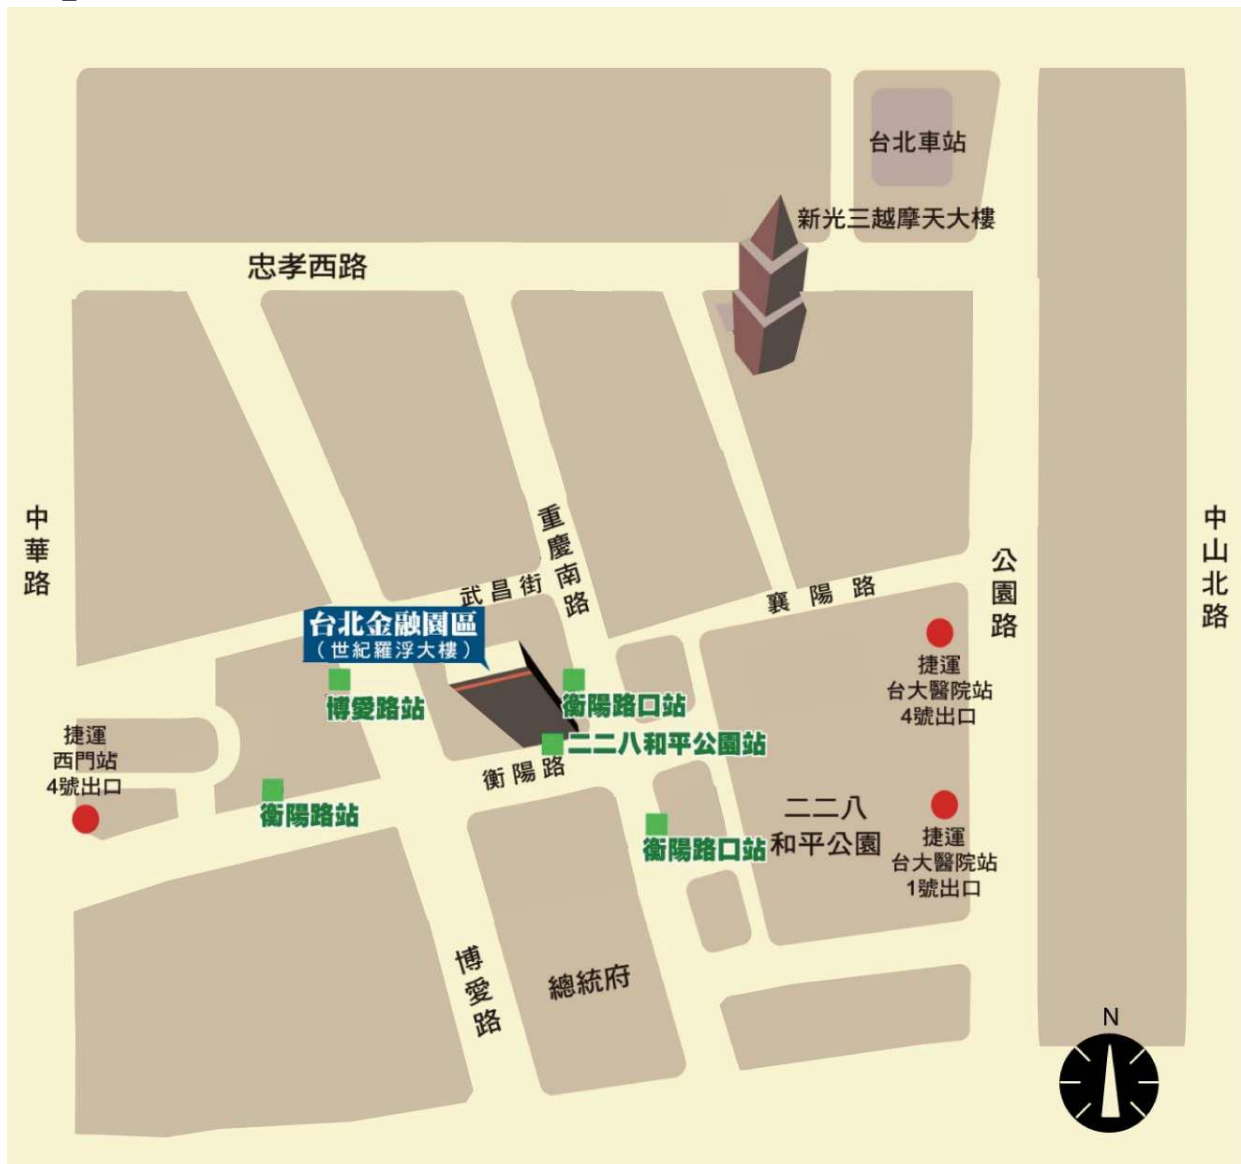 台北車站
新光三越摩天大樓
忠孝西路
中華路
重慶南路
武昌街
襄陽路
公園路
中山北路
台北金融園區
(世紀羅浮大樓)
捷運
台大醫院站
4號出口
博愛路站
衡陽路口站
二二八和平公園站
捷運
西門站
4號出口
衡陽路
衡陽路站
二二八
和平公園
衡陽路口站
捷運
台大醫院站
1號出口
博愛路
總統府
N